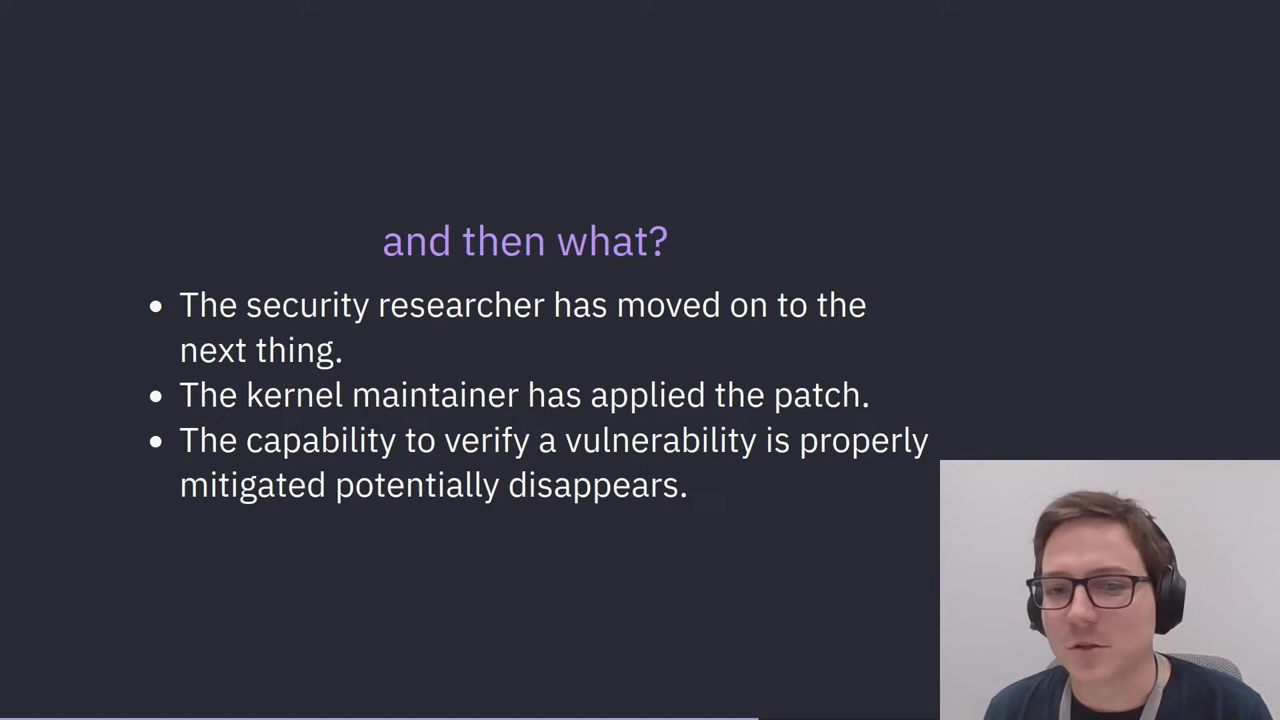 and then what?
• The security researcher has moved on to the
next thing.
• The kernel maintainer has applied the patch.
• The capability to verify a vulnerability is properly
mitigated potentially disappears.